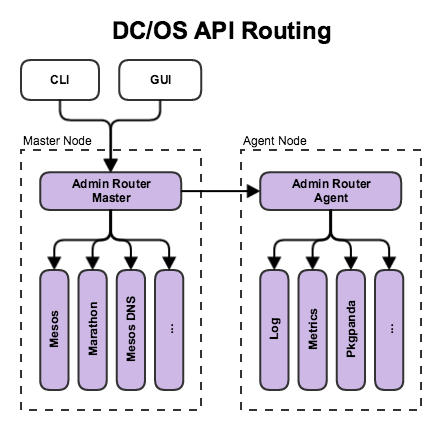 DC/OS API Routing
CLI
GUI
Master Node
Agent Node
Admin Router
Master
Admin Router
Agent
Mesos
Marathon
Mesos DNS
...
Log
Metrics
Pkgpanda
...